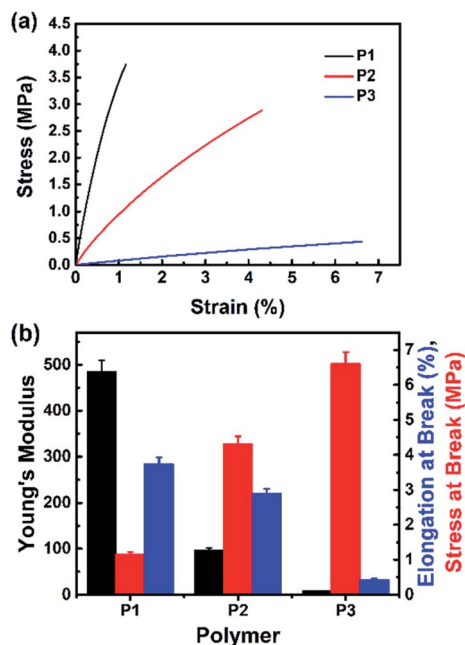 (a)
4.5
4.0
3.5
3.0
2.5
2.0
1.5
1.0
0.5
0.0
Stress (MPa)
P1
P2
P3
0 1 2 3 4 5 6 7
Strain (%)
(b)
500
400
300
200
100
0
Young's Modulus
7
6
5
4
3
2
1
0
Elongation at Break (%),
Stress at Break (MPa)
P1 P2 P3
Polymer